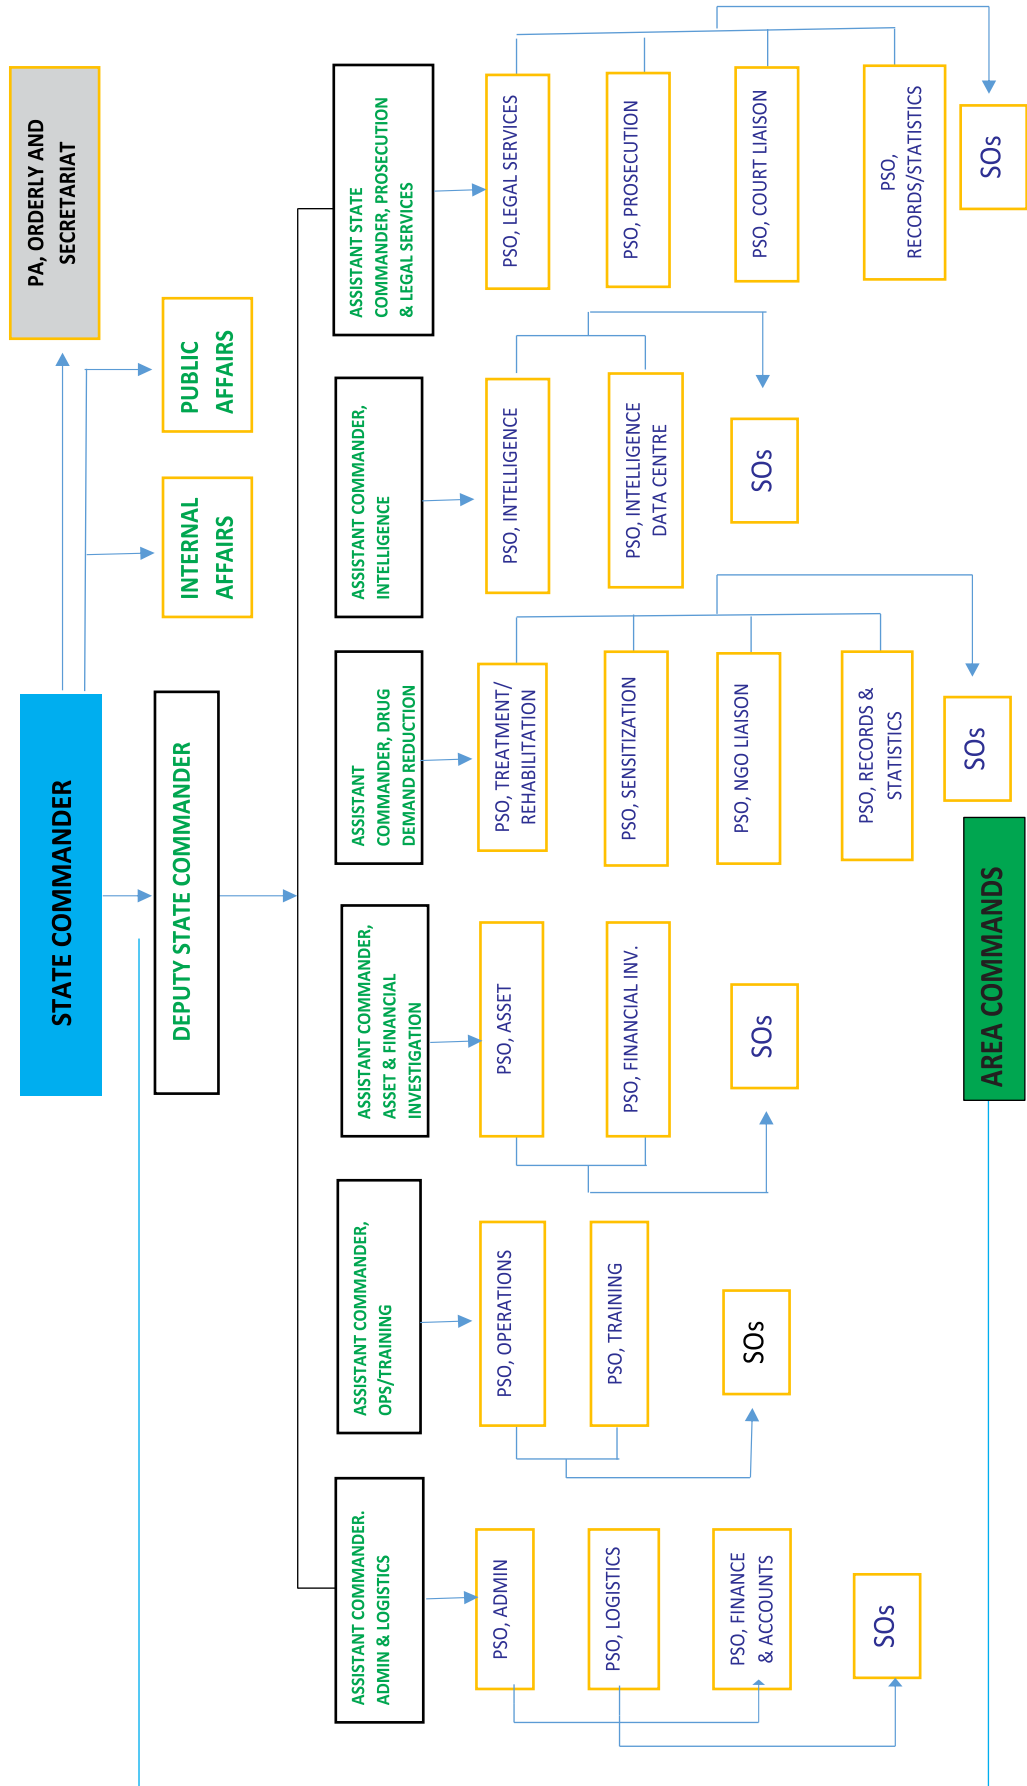 STATE COMMANDER
PA, ORDERLY AND
SECRETARIAT
INTERNAL
AFFAIRS
PUBLIC
AFFAIRS
DEPUTY STATE COMMANDER
ASSISTANT COMMANDER.
ADMIN & LOGISTICS
ASSISTANT COMMANDER,
OPS/TRAINING
ASSISTANT COMMANDER,
ASSET & FINANCIAL
INVESTIGATION
ASSISTANT
COMMANDER, DRUG
DEMAND REDUCTION
ASSISTANT COMMANDER,
INTELLIGENCE
ASSISTANT STATE
COMMANDER, PROSECUTION
& LEGAL SERVICES
PSO, ADMIN
PSO, LOGISTICS
PSO, FINANCE
& ACCOUNTS
SOs
PSO, OPERATIONS
PSO, TRAINING
SOs
PSO, ASSET
PSO, FINANCIAL INV.
SOs
PSO, TREATMENT/
REHABILITATION
PSO, SENSITIZATION
PSO, NGO LIAISON
PSO, RECORDS &
STATISTICS
SOs
PSO, INTELLIGENCE
PSO, INTELLIGENCE
DATA CENTRE
SOs
PSO, LEGAL SERVICES
PSO, PROSECUTION
PSO, COURT LIAISON
PSO,
RECORDS/STATISTICS
SOs
AREA COMMANDS